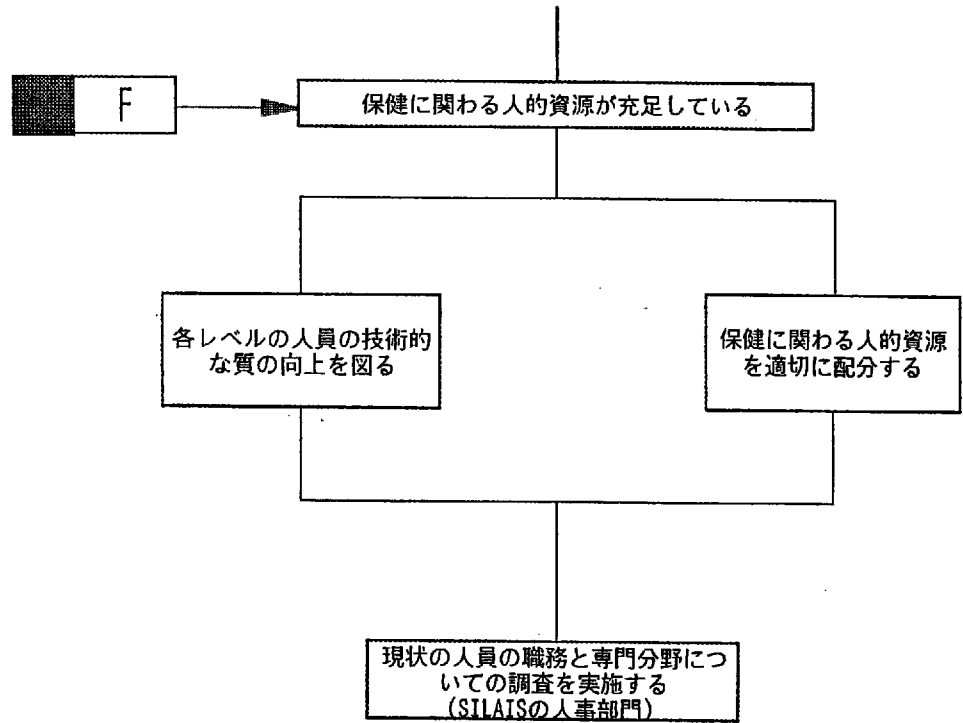 F
保健に関わる人的資源が充足している
各レベルの人員の技術的
な質の向上を図る
保健に関わる人的資源
を適切に配分する
現状の人員の職務と専門分野につ
いての調査を実施する
(SILAISの人事部門)